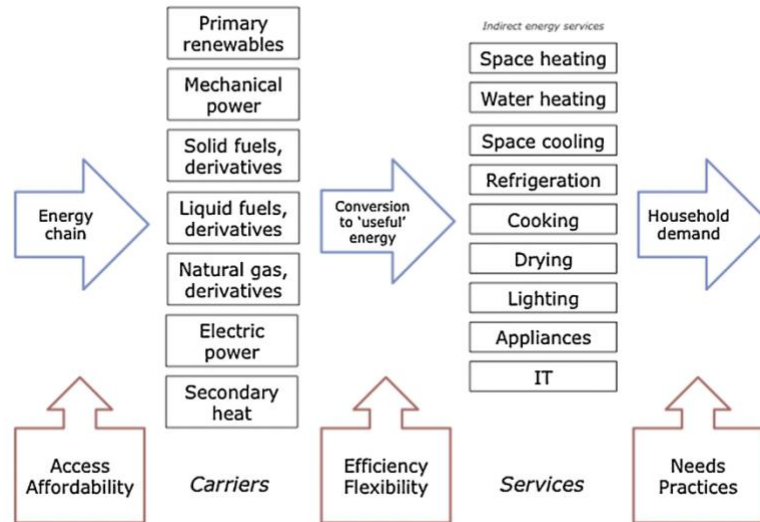 Energy
chain
Access
Affordability
Primary
renewables
Mechanical
power
Solid fuels,
derivatives
Liquid fuels,
derivatives
Natural gas,
derivatives
Electric
power
Secondary
heat
Carriers
Conversion
to ‘useful’
energy
Efficiency
Flexibility
Indirect energy services
Space heating
Water heating
Space cooling
Refrigeration
Cooking
Drying
Lighting
Appliances
IT
Services
Household
demand
Needs
Practices